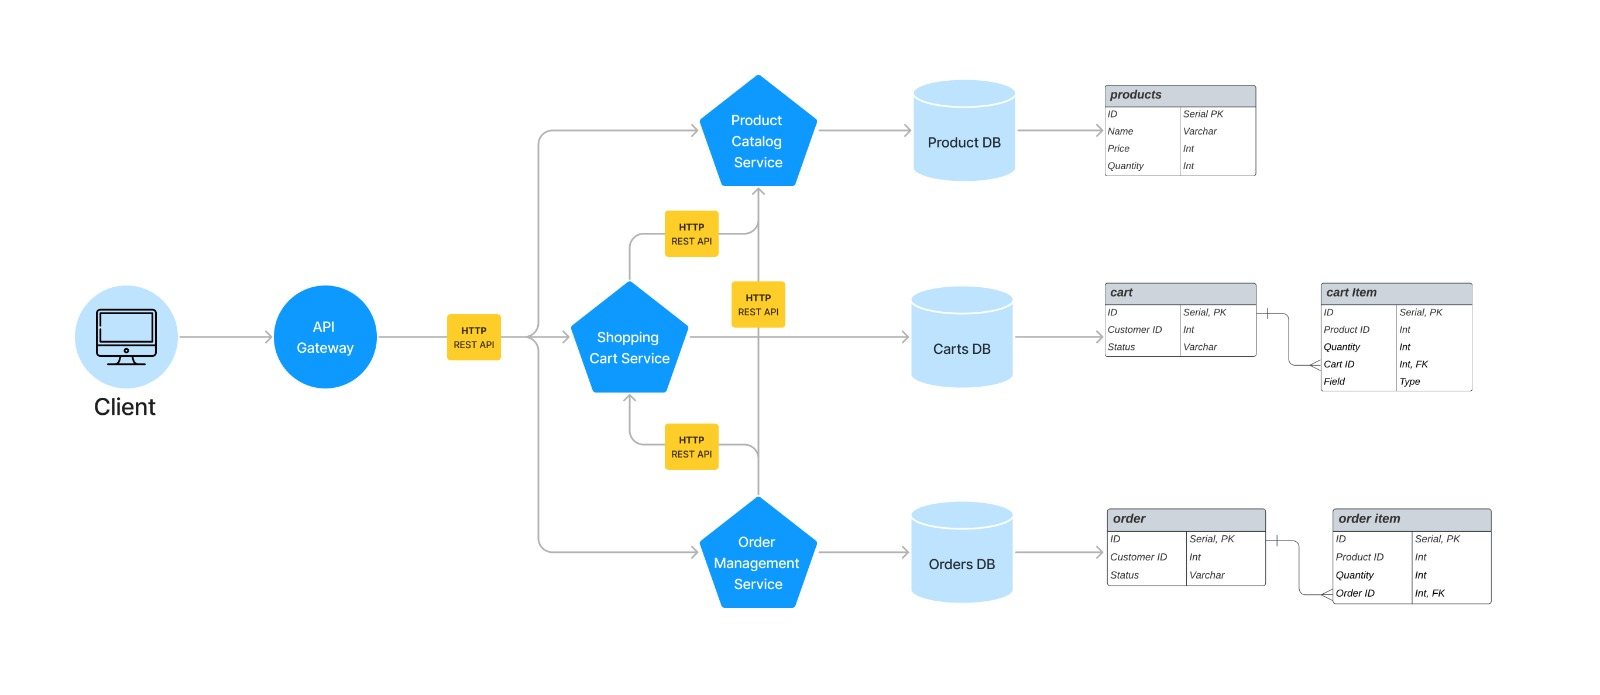 Client
API
Gateway
HTTP
REST API
Product
Catalog
Service
HTTP
REST API
HTTP
REST API
Shopping
Cart Service
HTTP
REST API
Order
Management
Service
Product DB
Carts DB
Orders DB
products
ID Serial PK
Name Varchar
Price Int
Quantity Int
cart
ID Serial, PK
Customer ID Int
Status Varchar
cart Item
ID Serial, PK
Product ID Int
Quantity Int
Cart ID Int, FK
Field Type
order
ID Serial, PK
Customer ID Int
Status Varchar
order item
ID Serial, PK
Product ID Int
Quantity Int
Order ID Int, FK